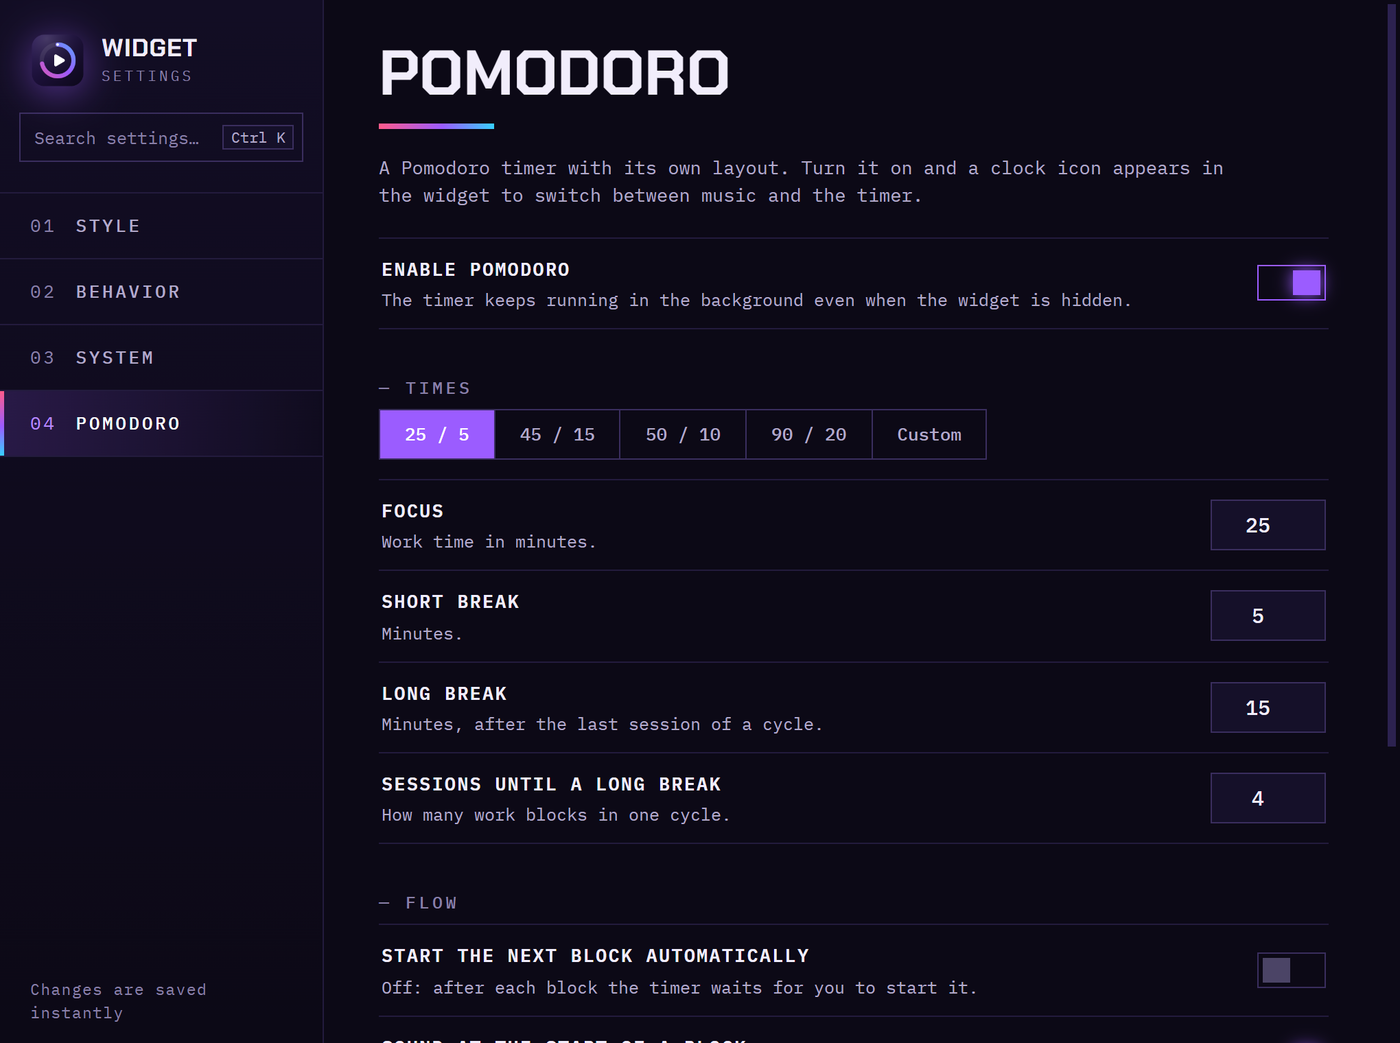 WIDGET
SETTINGS
Search settings… Ctrl K
01 STYLE
02 BEHAVIOR
03 SYSTEM
04 POMODORO
Changes are saved
instantly
POMODORO
A Pomodoro timer with its own layout. Turn it on and a clock icon appears in
the widget to switch between music and the timer.
ENABLE POMODORO
The timer keeps running in the background even when the widget is hidden.
— TIMES
25 / 5 45 / 15 50 / 10 90 / 20 Custom
FOCUS
Work time in minutes.
25
SHORT BREAK
Minutes.
5
LONG BREAK
Minutes, after the last session of a cycle.
15
SESSIONS UNTIL A LONG BREAK
How many work blocks in one cycle.
4
— FLOW
START THE NEXT BLOCK AUTOMATICALLY
Off: after each block the timer waits for you to start it.
SOUND AT THE START OF A BLOCK